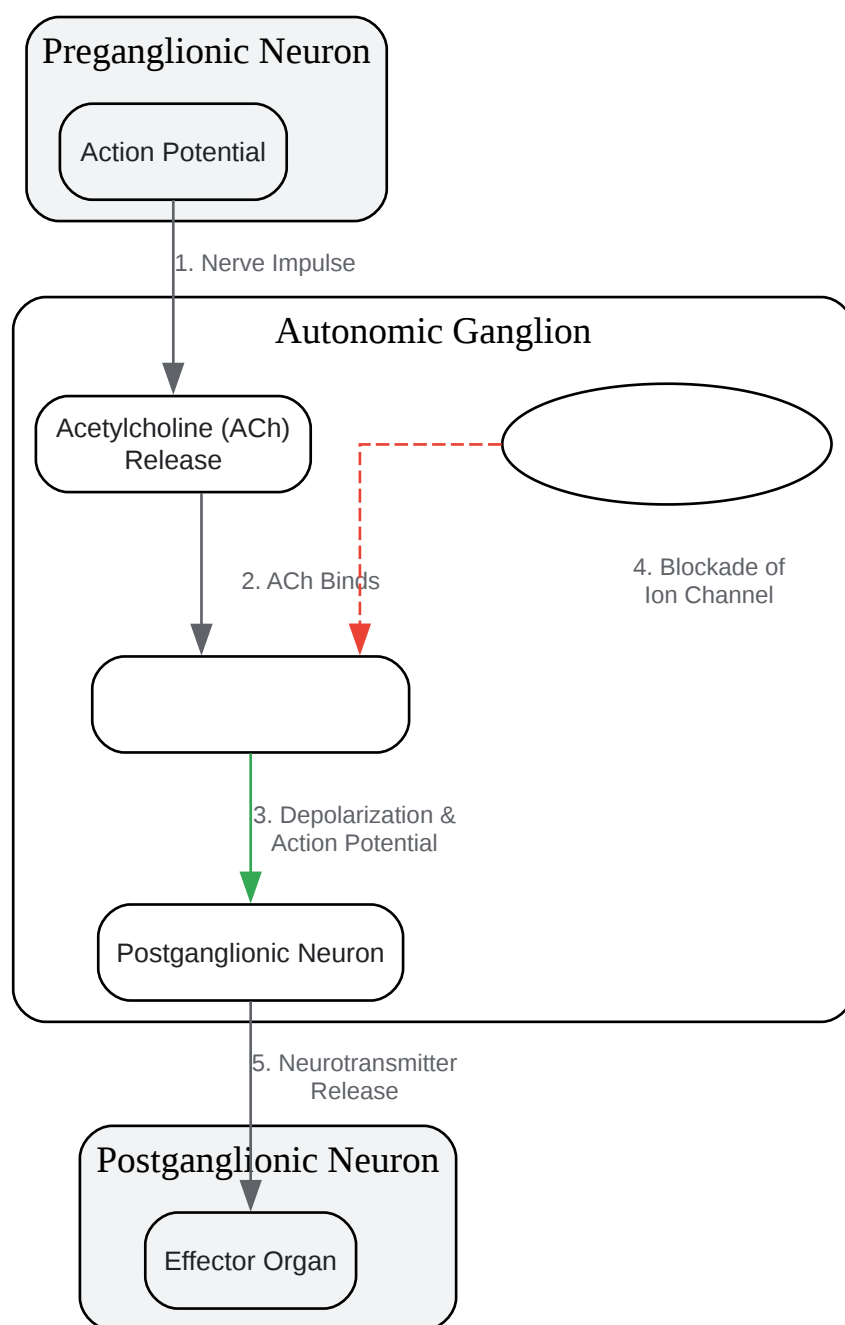 Preganglionic Neuron
Action Potential
1. Nerve Impulse
Autonomic Ganglion
Acetylcholine (ACh)
Release
2. ACh Binds
4. Blockade of
Ion Channel
3. Depolarization &
Action Potential
Postganglionic Neuron
5. Neurotransmitter
Release
Postganglionic Neuron
Effector Organ